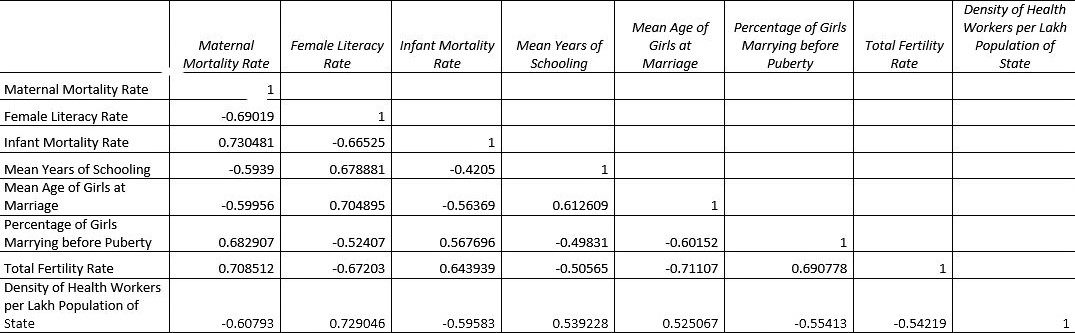 Maternal Mortality Rate Female Literacy Rate Infant Mortality Rate Mean Years of Schooling Mean Age of Girls at Marriage Percentage of Girls Marrying before Puberty Total Fertility Rate Density of Health Workers per Lakh Population of State
Maternal Mortality Rate 1
Female Literacy Rate -0.69019 1
Infant Mortality Rate 0.730481 -0.66525 1
Mean Years of Schooling -0.5939 0.678881 -0.4205 1
Mean Age of Girls at
Marriage -0.59956 0.704895 -0.56369 0.612609 1
Percentage of Girls
Marrying before Puberty 0.682907 -0.52407 0.567696 -0.49831 -0.60152 1
Total Fertility Rate 0.708512 -0.67203 0.643939 -0.50565 -0.71107 0.690778 1
Density of Health Workers
per Lakh Population of
State -0.60793 0.729046 -0.59583 0.539228 0.525067 -0.55413 -0.54219 1